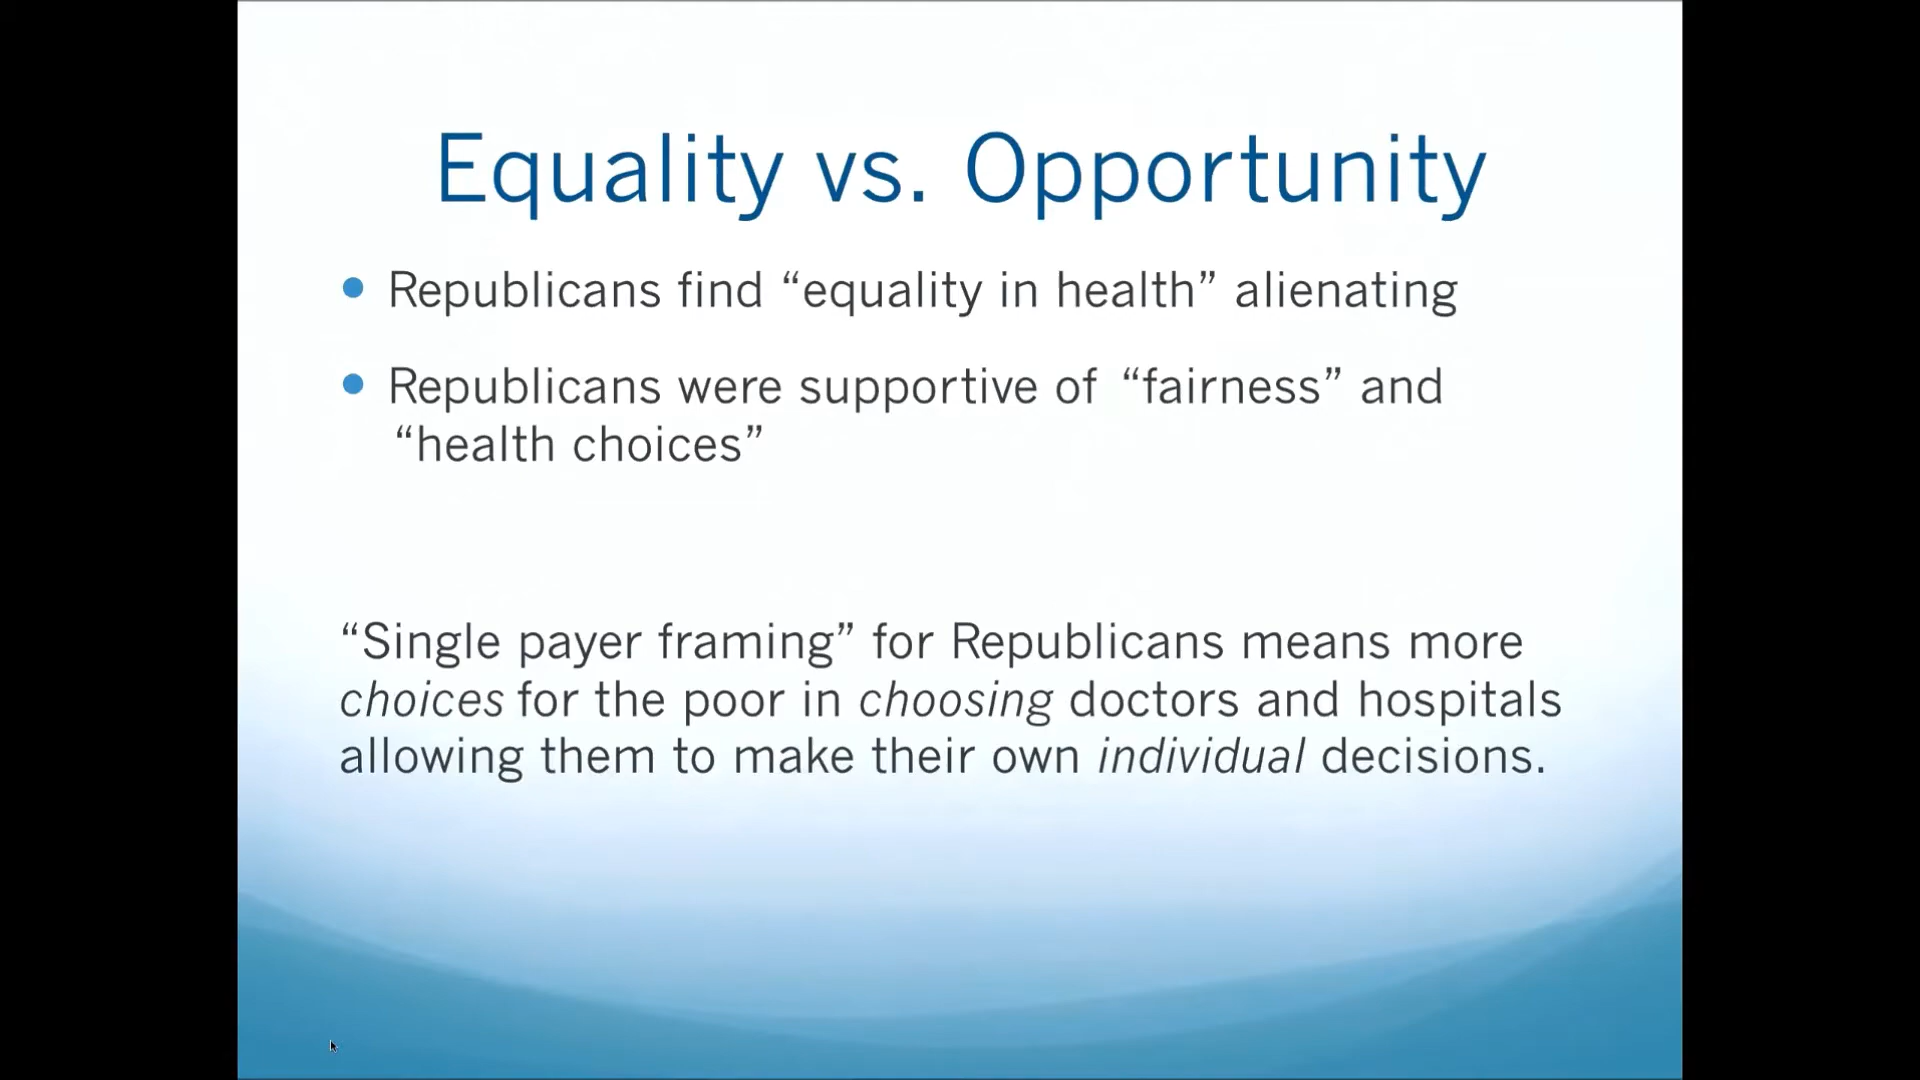 Equality vs. Opportunity
Republicans find “equality in health” alienating
Republicans were supportive of “fairness” and
“health choices”
“Single payer framing” for Republicans means more
choices for the poor in choosing doctors and hospitals
allowing them to make their own individual decisions.